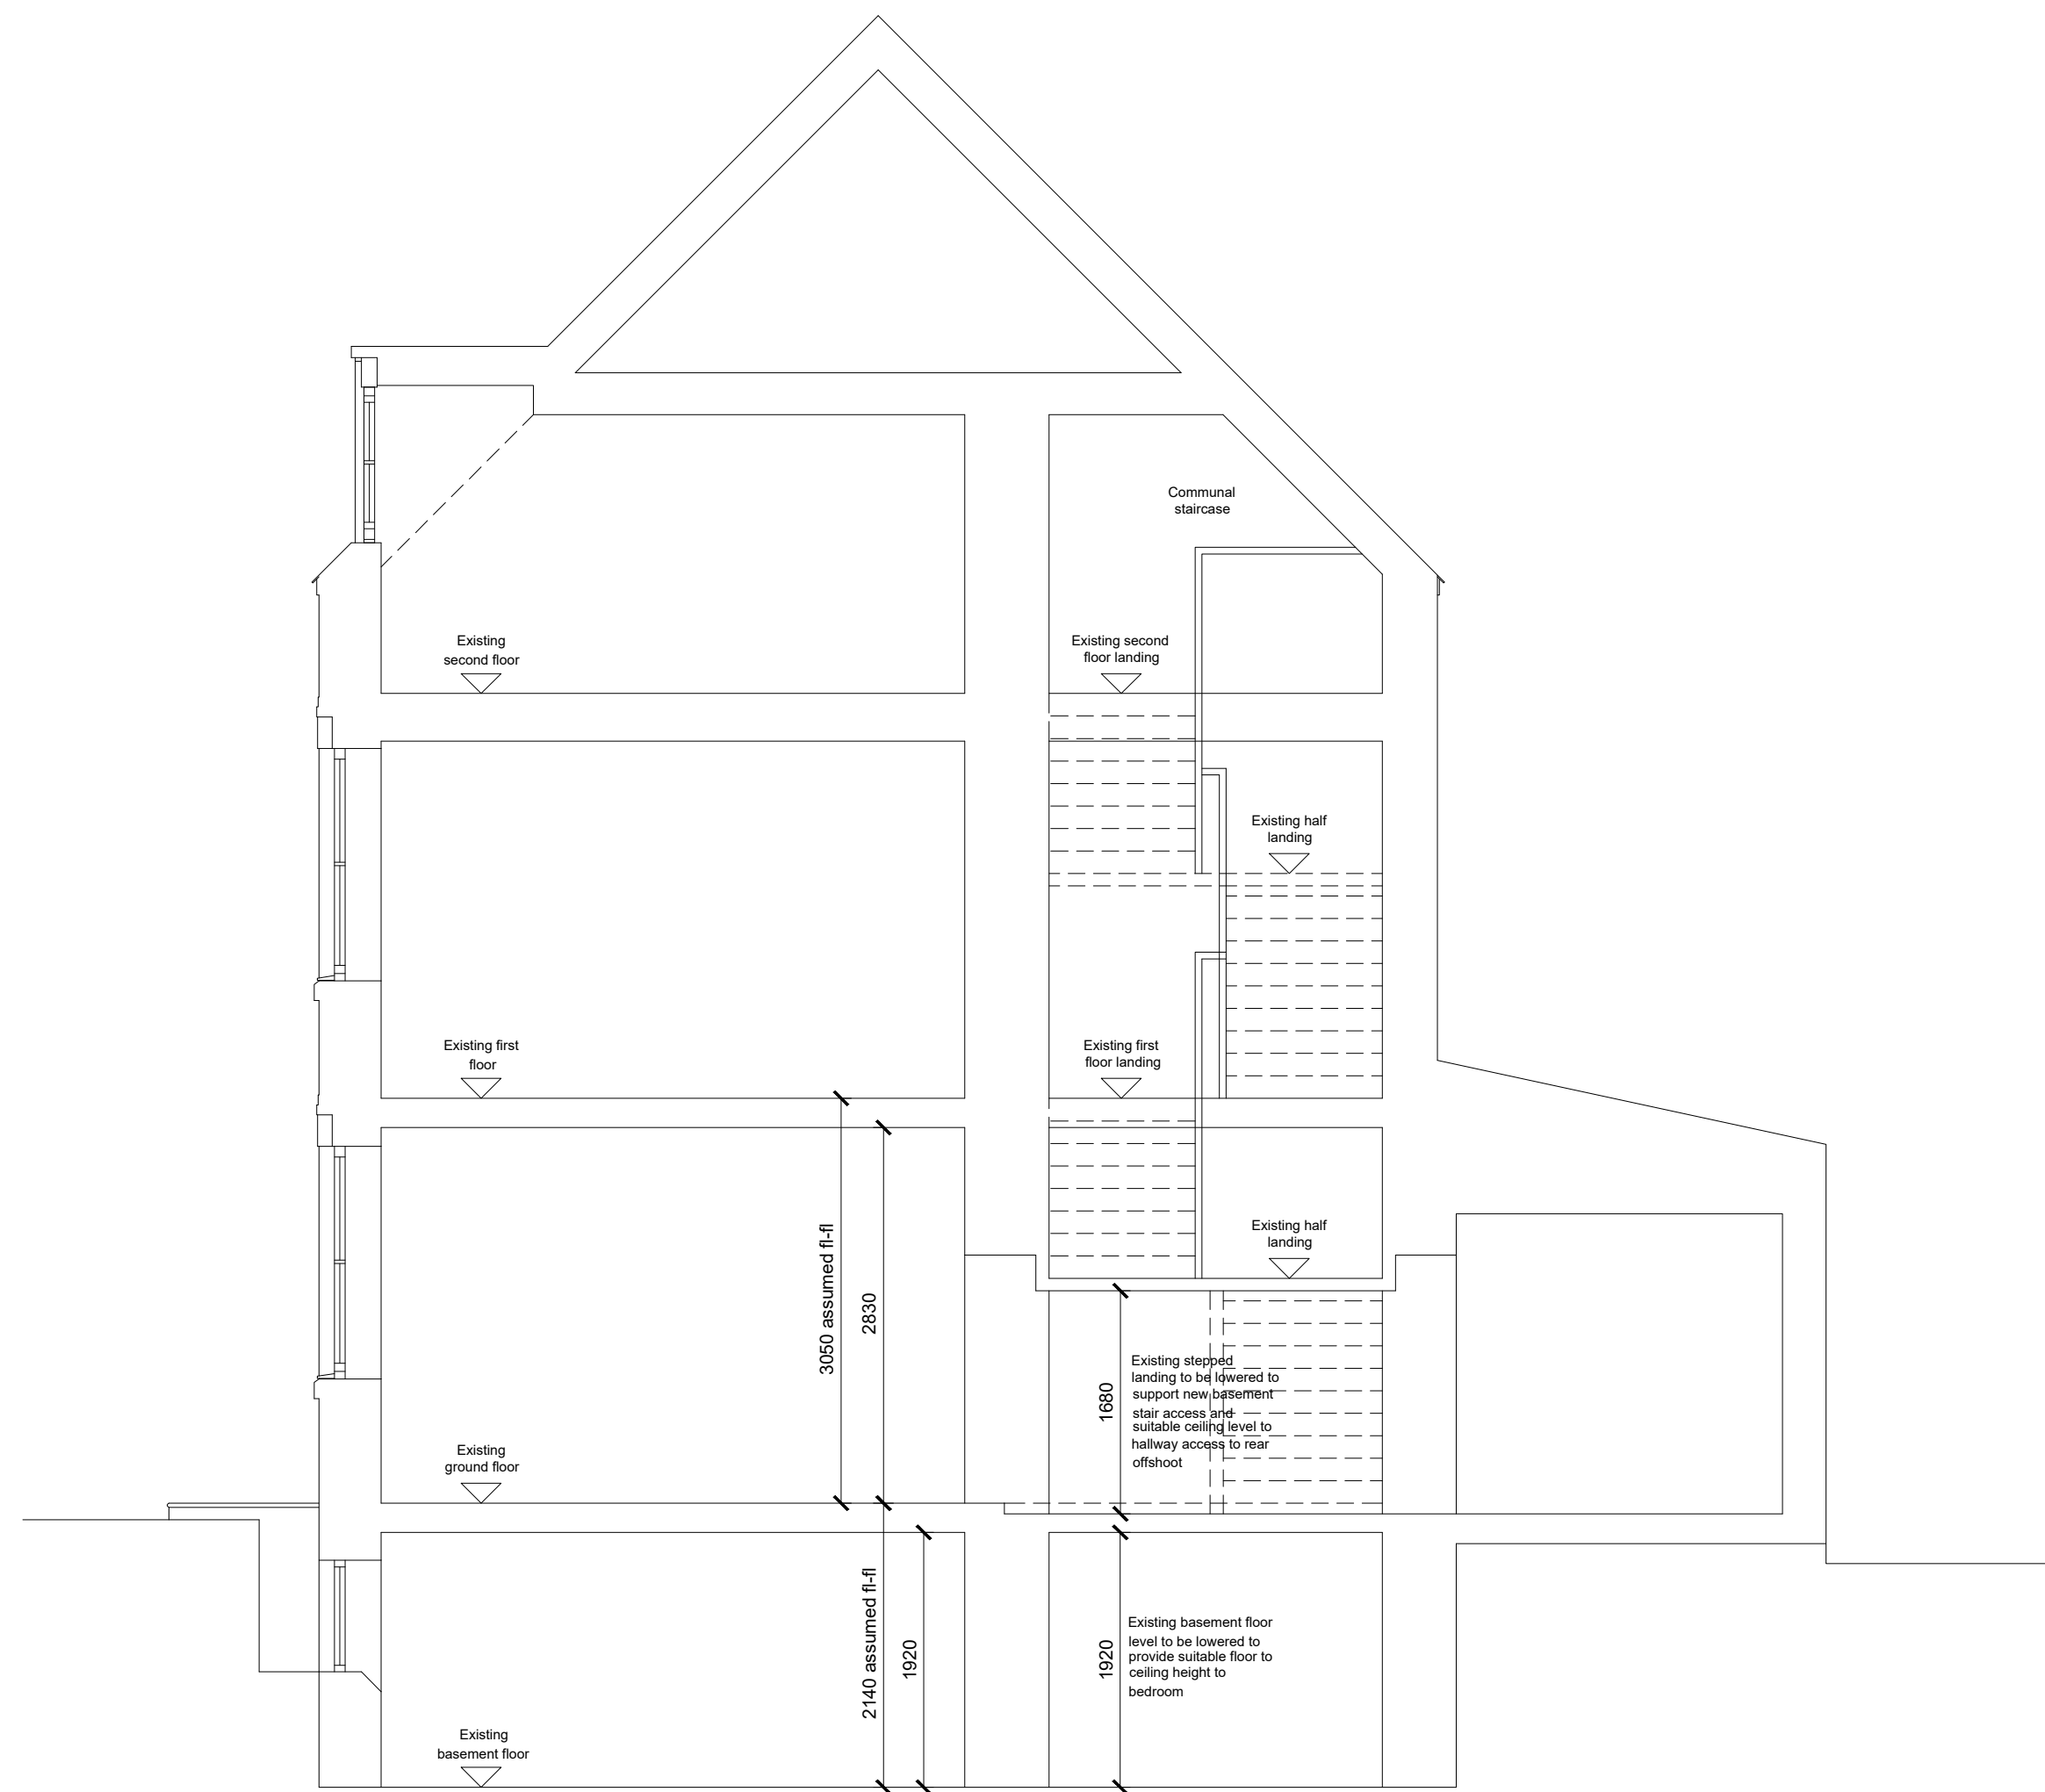 Communal
staircase
Existing
second floor
Existing second
floor landing
Existing half
landing
Existing first
floor
Existing first
floor landing
Existing half
landing
3050 assumed fl-fl
2830
1680
Existing stepped
landing to be lowered to
support new basement
stair access and
suitable ceiling level to
hallway access to rear
offshoot
Existing
ground floor
2140 assumed fl-fl
1920
1920
Existing basement floor
level to be lowered to
provide suitable floor to
ceiling height to
bedroom
Existing
basement floor